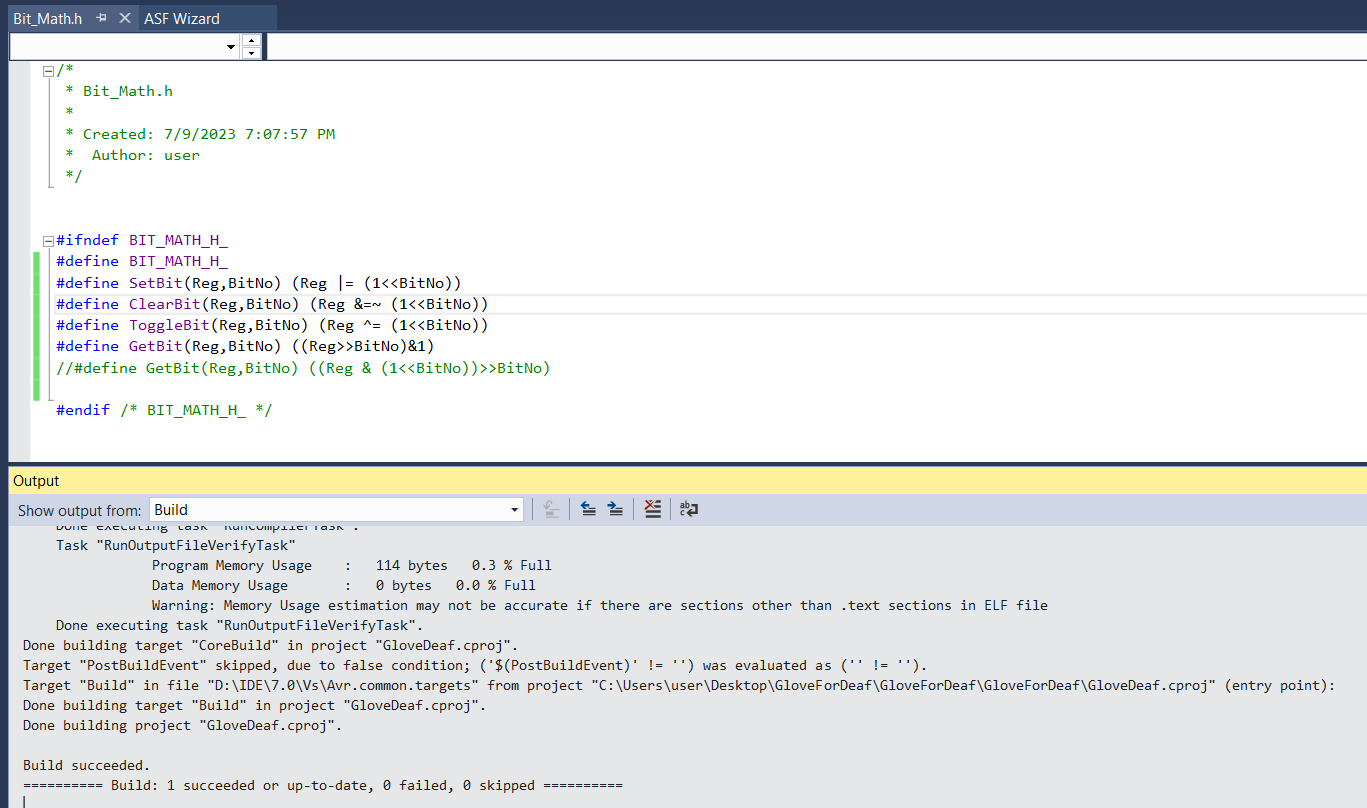 Bit_Math.h ASF Wizard
/*
* Bit_Math.h
*
* Created: 7/9/2023 7:07:57 PM
*  Author: user
*/
#ifndef BIT_MATH_H_
#define BIT_MATH_H_
#define SetBit(Reg,BitNo) (Reg |= (1<<BitNo))
#define ClearBit(Reg,BitNo) (Reg &=~ (1<<BitNo))
#define ToggleBit(Reg,BitNo) (Reg ^= (1<<BitNo))
#define GetBit(Reg,BitNo) ((Reg>>BitNo)&1)
//#define GetBit(Reg,BitNo) ((Reg & (1<<BitNo))>>BitNo)
#endif /* BIT_MATH_H_ */
Output
Show output from: Build
Done executing task "RunCompilerTask".
Task "RunOutputFileVerifyTask"
Program Memory Usage : 114 bytes 0.3 % Full
Data Memory Usage : 0 bytes 0.0 % Full
Warning: Memory Usage estimation may not be accurate if there are sections other than .text sections in ELF file
Done executing task "RunOutputFileVerifyTask".
Done building target "CoreBuild" in project "GloveDeaf.cproj".
Target "PostBuildEvent" skipped, due to false condition; ('$(PostBuildEvent)' != '') was evaluated as ('' != '').
Target "Build" in file "D:\IDE\7.0\Vs\Avr.common.targets" from project "C:\Users\user\Desktop\GloveForDeaf\GloveForDeaf\GloveForDeaf\GloveDeaf.cproj" (entry point):
Done building target "Build" in project "GloveDeaf.cproj".
Done building project "GloveDeaf.cproj".
Build succeeded.
========== Build: 1 succeeded or up-to-date, 0 failed, 0 skipped ==========